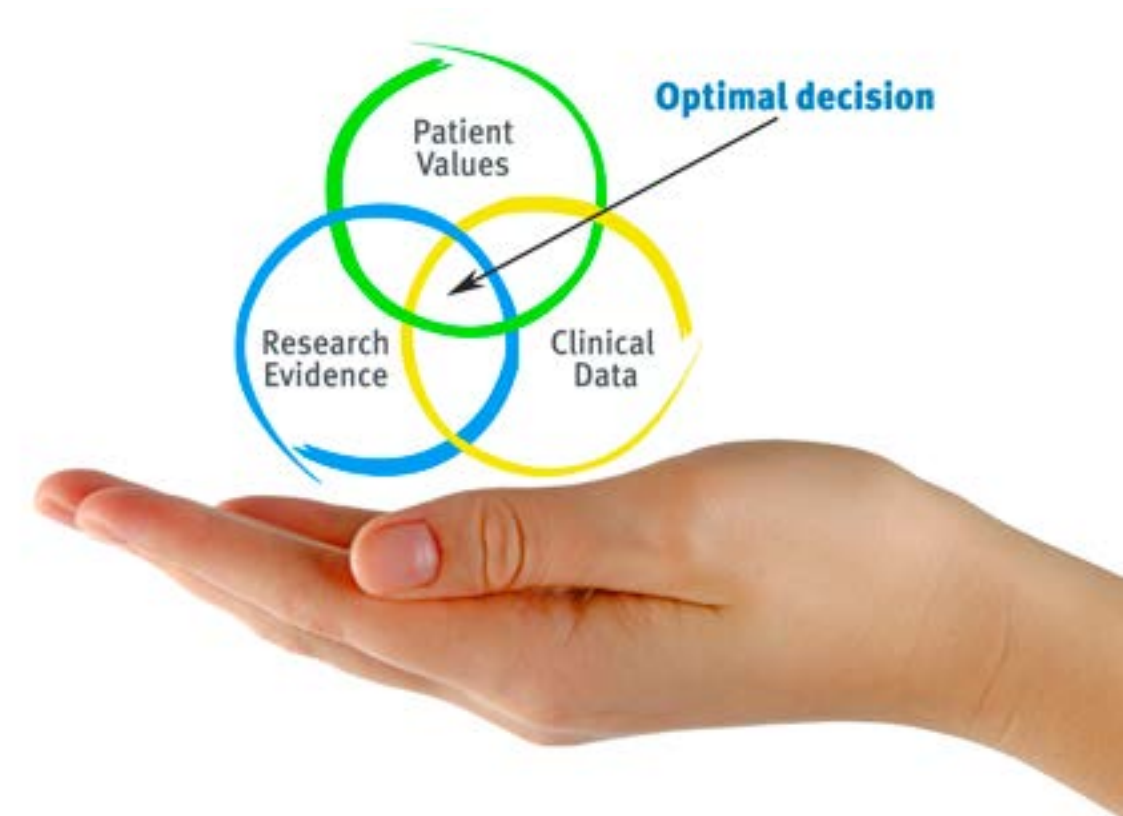 Optimal decision
Patient
Values
Research
Evidence
Clinical
Data